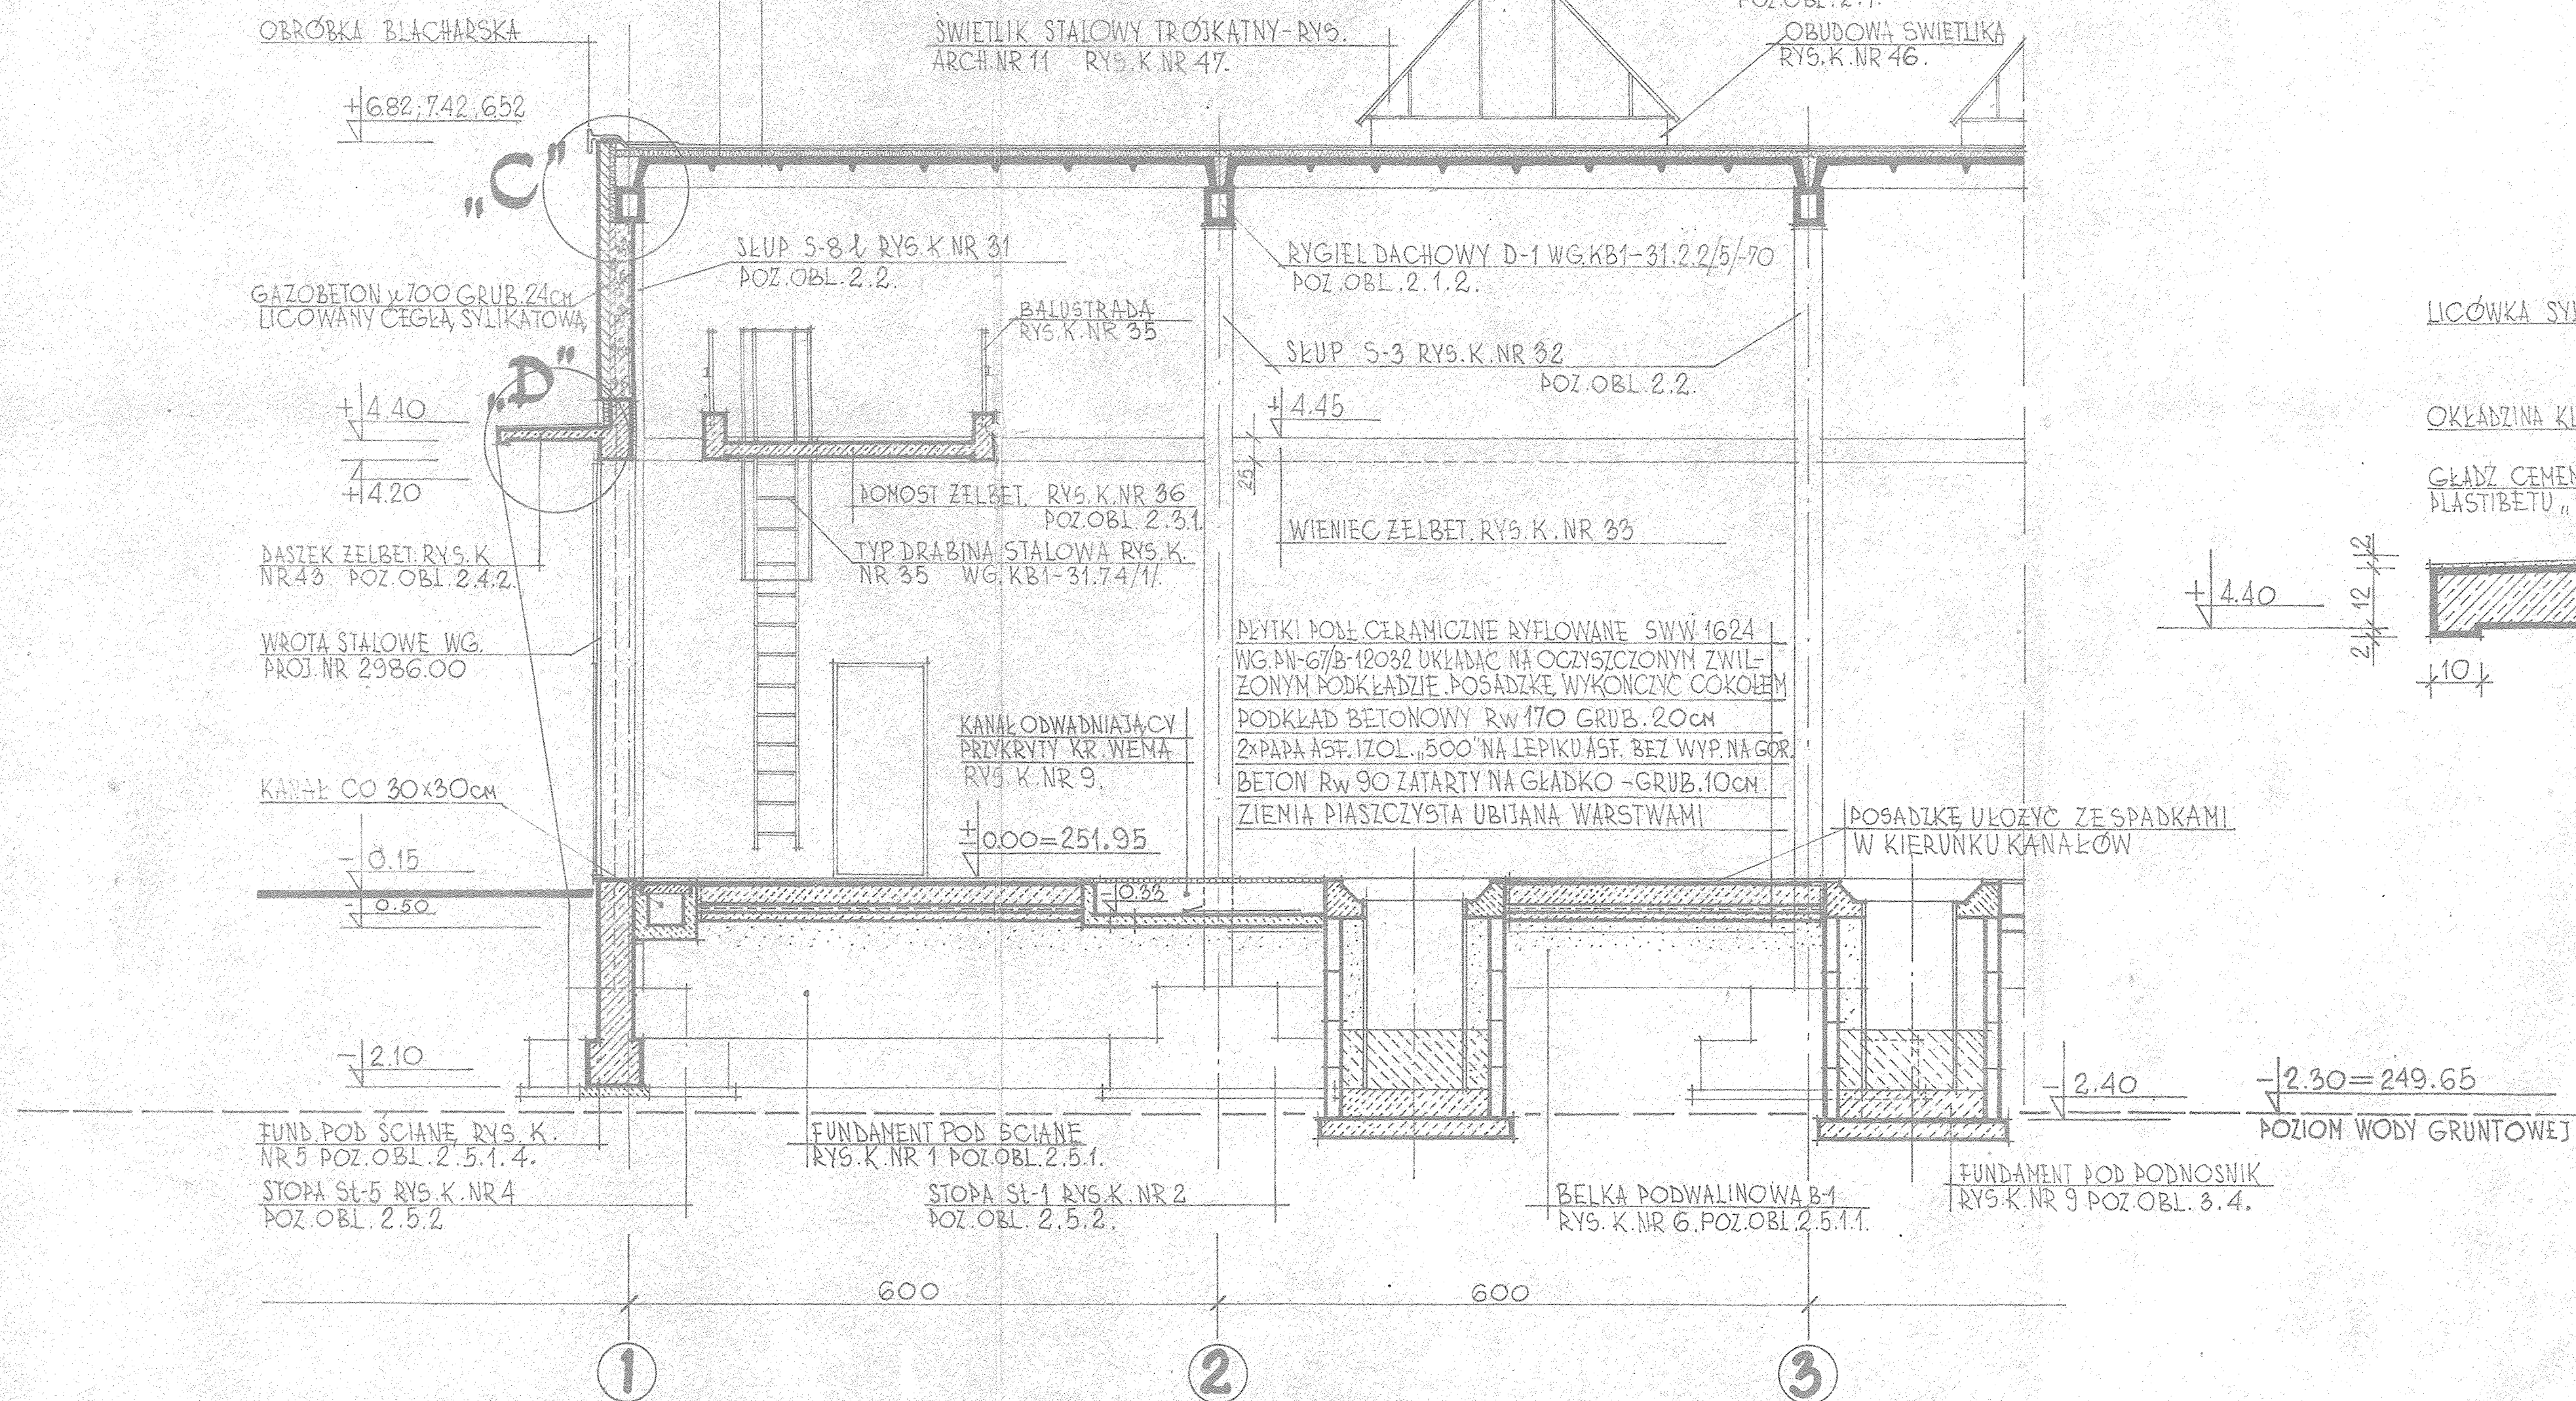 OBRÓBKA BLACHARSKA
ŚWIETLIK STALOWY TRÓJKĄTNY-RYS.
ARCH.NR 11 RYS.K.NR 47.
OBUDOWA ŚWIETLIKA
RYS.K.NR 46.
+6.82; 7.42; 6.52
„C”
SŁUP S-8 ł RYS.K.NR 31
POZ.OBL.2.2.
RYGIEL DACHOWY D-1 WG.KB1-31.2.2/5/-70
POZ.OBL.2.1.2.
GAZOBETON γ 700 GRUB.24CM
LICOWANY CEGŁĄ SYLIKATOWĄ
BALUSTRADA
RYS.K.NR 35
LICÓWKA
SŁUP S-3 RYS.K.NR 32
POZ.OBL.2.2.
„D”
+4.40
+4.45
OKŁADZINA
+4.20
25
GŁADŹ
PLASTIBETU „
POMOST ŻELBET. RYS.K.NR 36
POZ.OBL.2.3.1.
WIENIEC ŻELBET. RYS.K.NR 33
TYP.DRABINA STALOWA RYS.K.
NR 35 WG.KB1-31.74/1/.
DASZEK ŻELBET.RYS.K
NR.43 POZ.OBL.2.4.2.
2
12
2
+4.40
10
WROTA STALOWE WG.
PROJ.NR 2986.00
PŁYTKI PODŁ.CERAMICZNE RYFLOWANE SWW 1624
WG.PN-67/B-12032 UKŁADAĆ NA OCZYSZCZONYM ZWIL-
ŻONYM PODKŁADZIE.POSADZKĘ WYKOŃCZYĆ COKOŁEM
PODKŁAD BETONOWY Rw 170 GRUB.20CM
2xPAPA ASF.IZOL.„500”NA LEPIKU ASF. BEZ WYP.NA GOR.
BETON Rw 90 ZATARTY NA GŁADKO -GRUB.10CM.
ZIEMIA PIASZCZYSTA UBIJANA WARSTWAMI
KANAŁ ODWADNIAJĄCY
PRZYKRYTY KR. WEMA
RYS.K.NR 9.
KANAŁ CO 30x30CM
±0.00=251.95
POSADZKĘ UŁOŻYĆ ZE SPADKAMI
W KIERUNKU KANAŁÓW
-0.15
-0.50
-0.33
-2.10
-2.40
-2.30=249.65
POZIOM WODY GRUNTOWEJ
FUND.POD ŚCIANĘ RYS.K.
NR 5 POZ.OBL.2.5.1.4.
FUNDAMENT POD ŚCIANĘ
RYS.K.NR 1 POZ.OBL.2.5.1.
STOPA St-5 RYS.K.NR 4
POZ.OBL.2.5.2
STOPA St-1 RYS.K.NR 2
POZ.OBL.2.5.2.
BELKA PODWALINOWA B-1
RYS.K.NR 6.POZ.OBL.2.5.1.1.
FUNDAMENT POD PODNOŚNIK
RYS.K.NR 9 POZ.OBL.3.4.
600
600
1
2
3